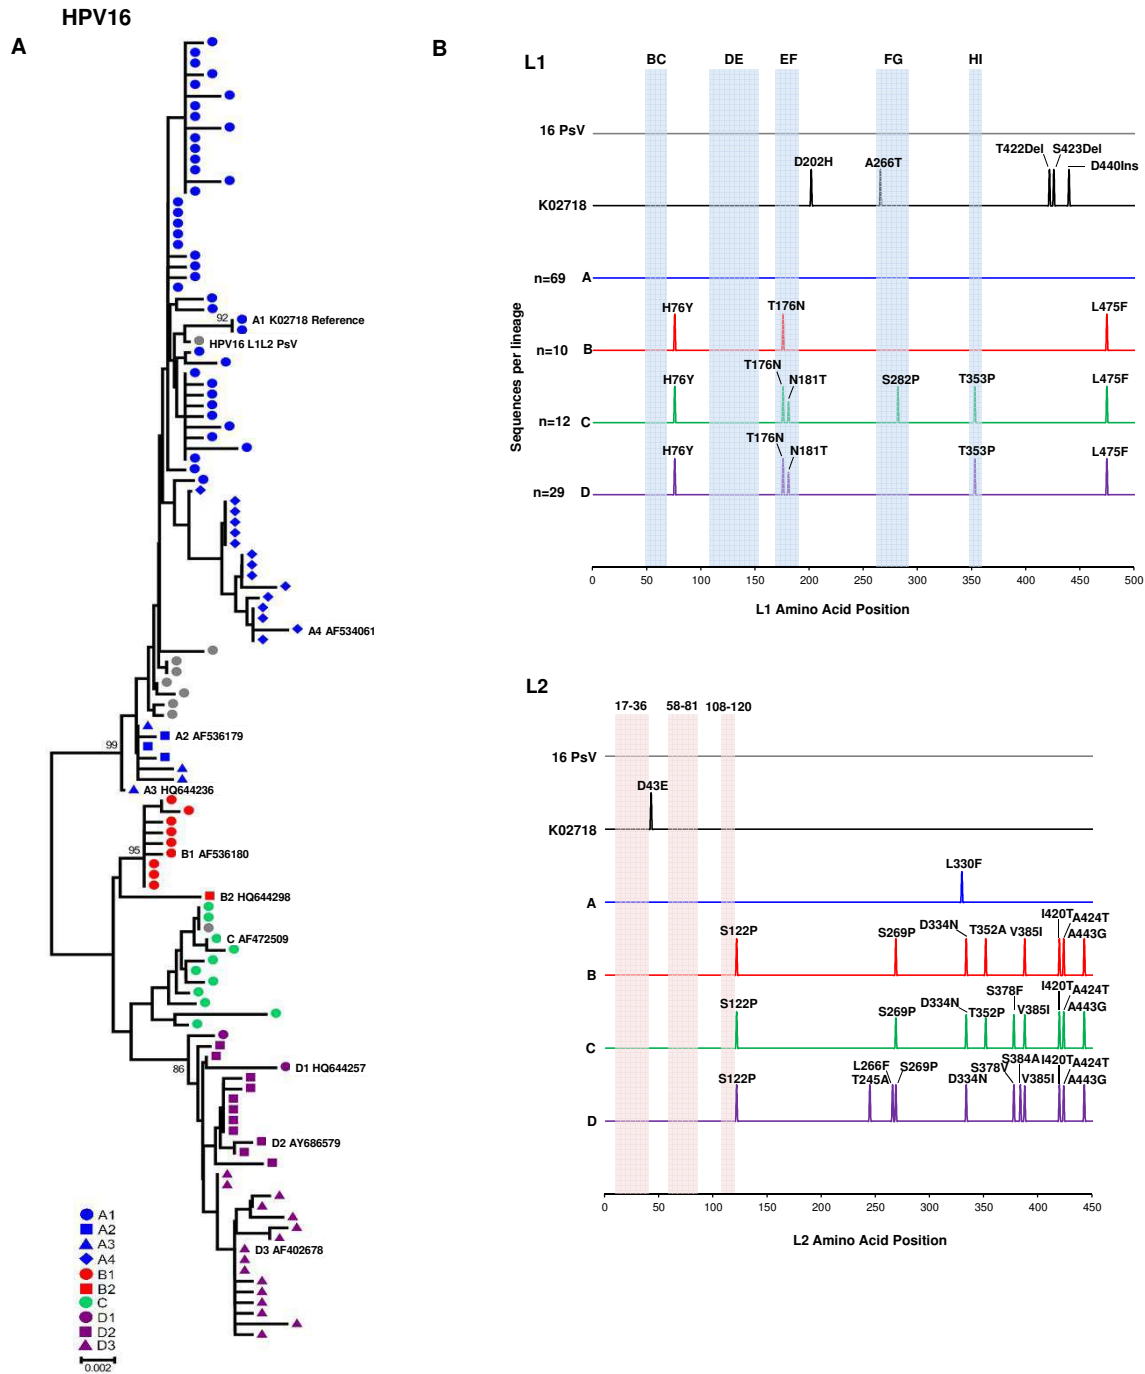 HPV16
A
92
A1 K02718 Reference
HPV16 L1L2 PsV
A4 AF534061
99
A2 AF536179
A3 HQ644236
95
B1 AF536180
B2 HQ644298
C AF472509
86
D1 HQ644257
D2 AY686579
D3 AF402678
A1
A2
A3
A4
B1
B2
C
D1
D2
D3
0.002
B
L1
BC DE EF FG HI
16 PsV
T422Del S423Del
D202H A266T D440Ins
K02718
Sequences per lineage
n=69 A
H76Y T176N L475F
n=10 B
T176N
H76Y N181T S282P T353P L475F
n=12 C
T176N
H76Y N181T T353P L475F
n=29 D
0 50 100 150 200 250 300 350 400 450 500
L1 Amino Acid Position
L2
17-36 58-81 108-120
16 PsV
D43E
K02718
L330F
A
I420T A424T
S122P S269P D334N T352A V385I A443G
B
S378F I420T A424T
S122P S269P D334N T352P V385I A443G
C
L266F S269P S378V S384A I420T A424T
S122P T245A D334N V385I A443G
D
0 50 100 150 200 250 300 350 400 450
L2 Amino Acid Position